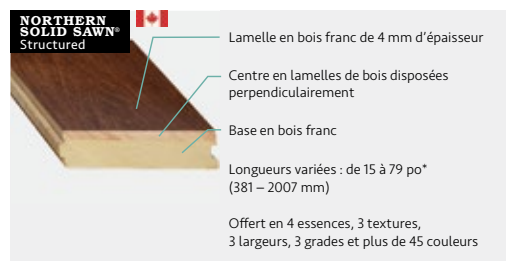 NORTHERN
SOLID SAWN®
Structured
Lamelle en bois franc de 4 mm d'épaisseur
Centre en lamelles de bois disposées
perpendiculairement
Base en bois franc
Longueurs variées : de 15 à 79 po*
(381 – 2007 mm)
Offert en 4 essences, 3 textures,
3 largeurs, 3 grades et plus de 45 couleurs